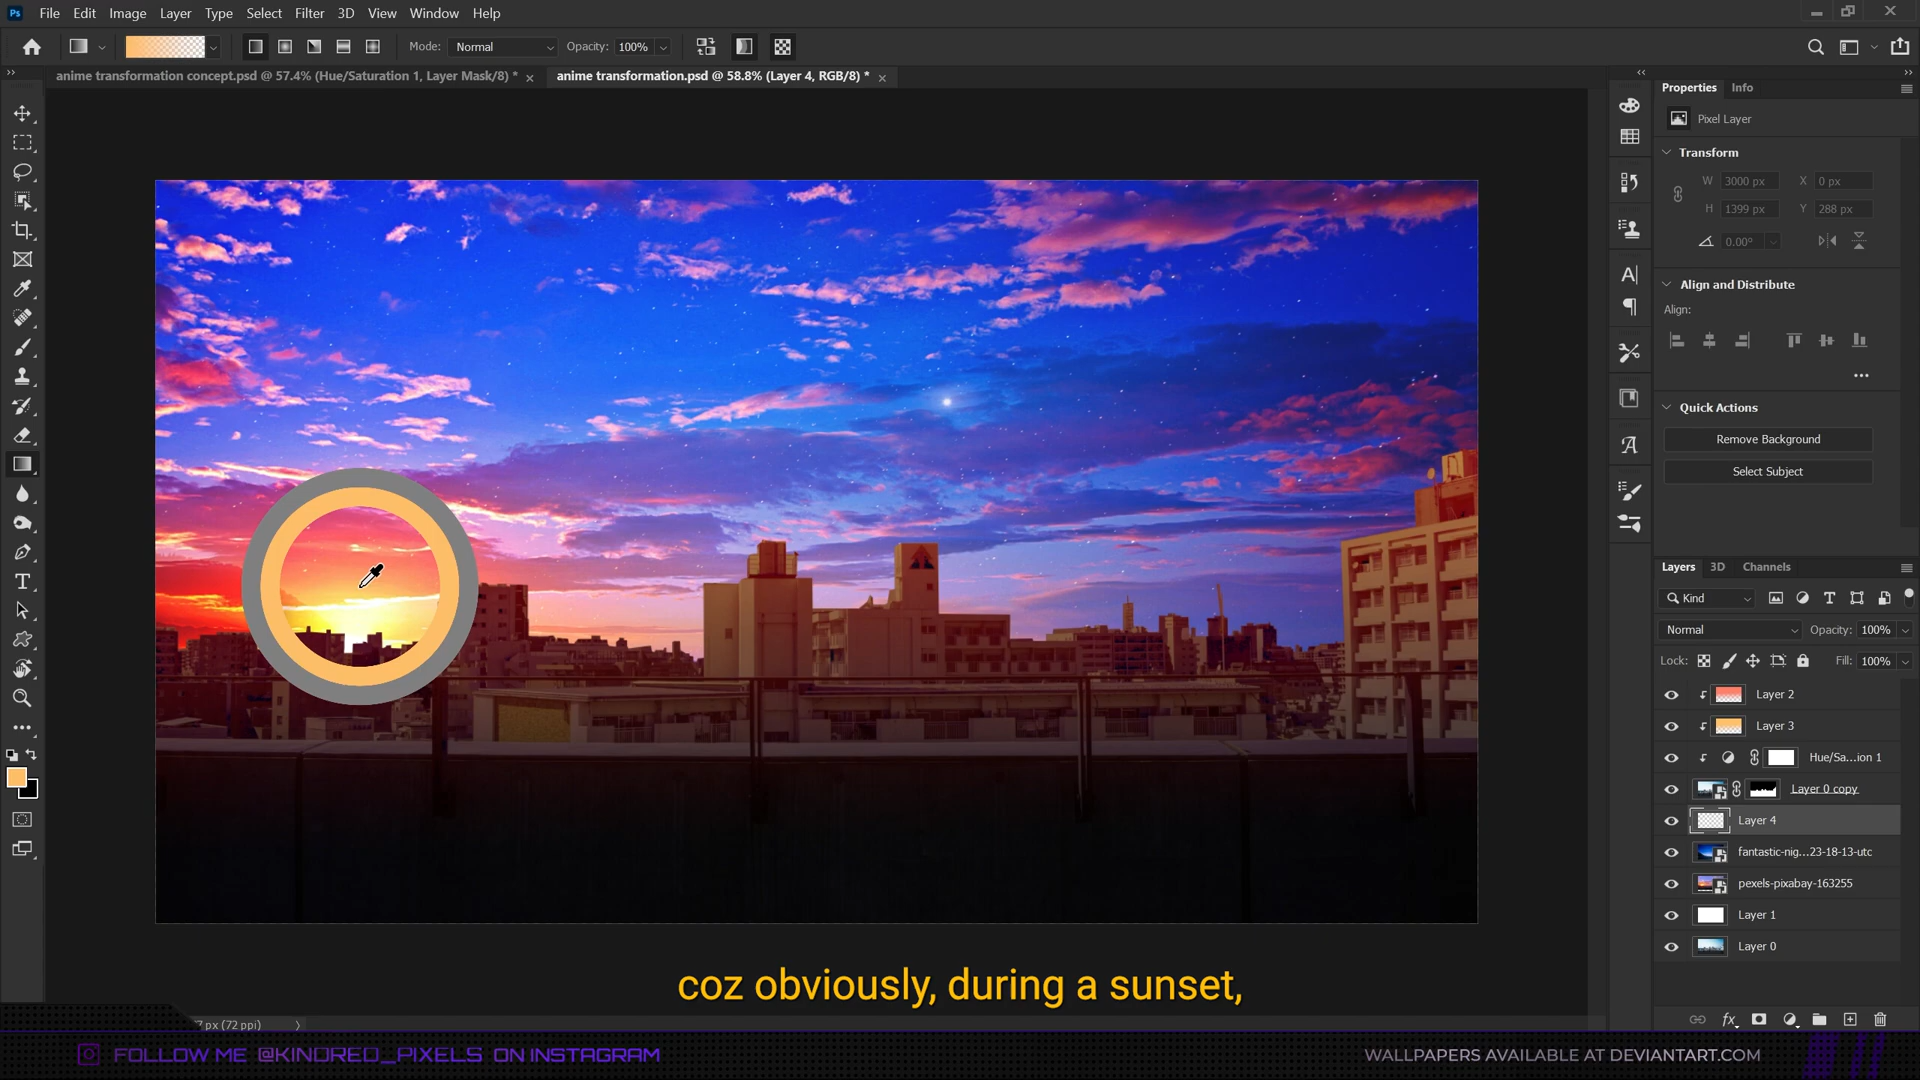 Ps File Edit Image Layer Type Select Filter 3D View Window Help
Mode: Normal Opacity: 100%
anime transformation concept.psd @ 57.4% (Hue/Saturation 1, Layer Mask/8) * × anime transformation.psd @ 58.8% (Layer 4, RGB/8) * ×
Properties Info
Pixel Layer
Transform
W 3000 px X 0 px
H 1399 px Y 288 px
0.00°
Align and Distribute
Align:
Quick Actions
Remove Background
Select Subject
Layers 3D Channels
Kind
Normal Opacity: 100%
Lock: Fill: 100%
Layer 2
Layer 3
Hue/Sa...ion 1
Layer 0 copy
Layer 4
fantastic-nig...23-18-13-utc
pexels-pixabay-163255
Layer 1
Layer 0
coz obviously, during a sunset,
7 px (72 ppi)
FOLLOW ME @KINDRED_PIXELS ON INSTAGRAM
WALLPAPERS AVAILABLE AT DEVIANTART.COM